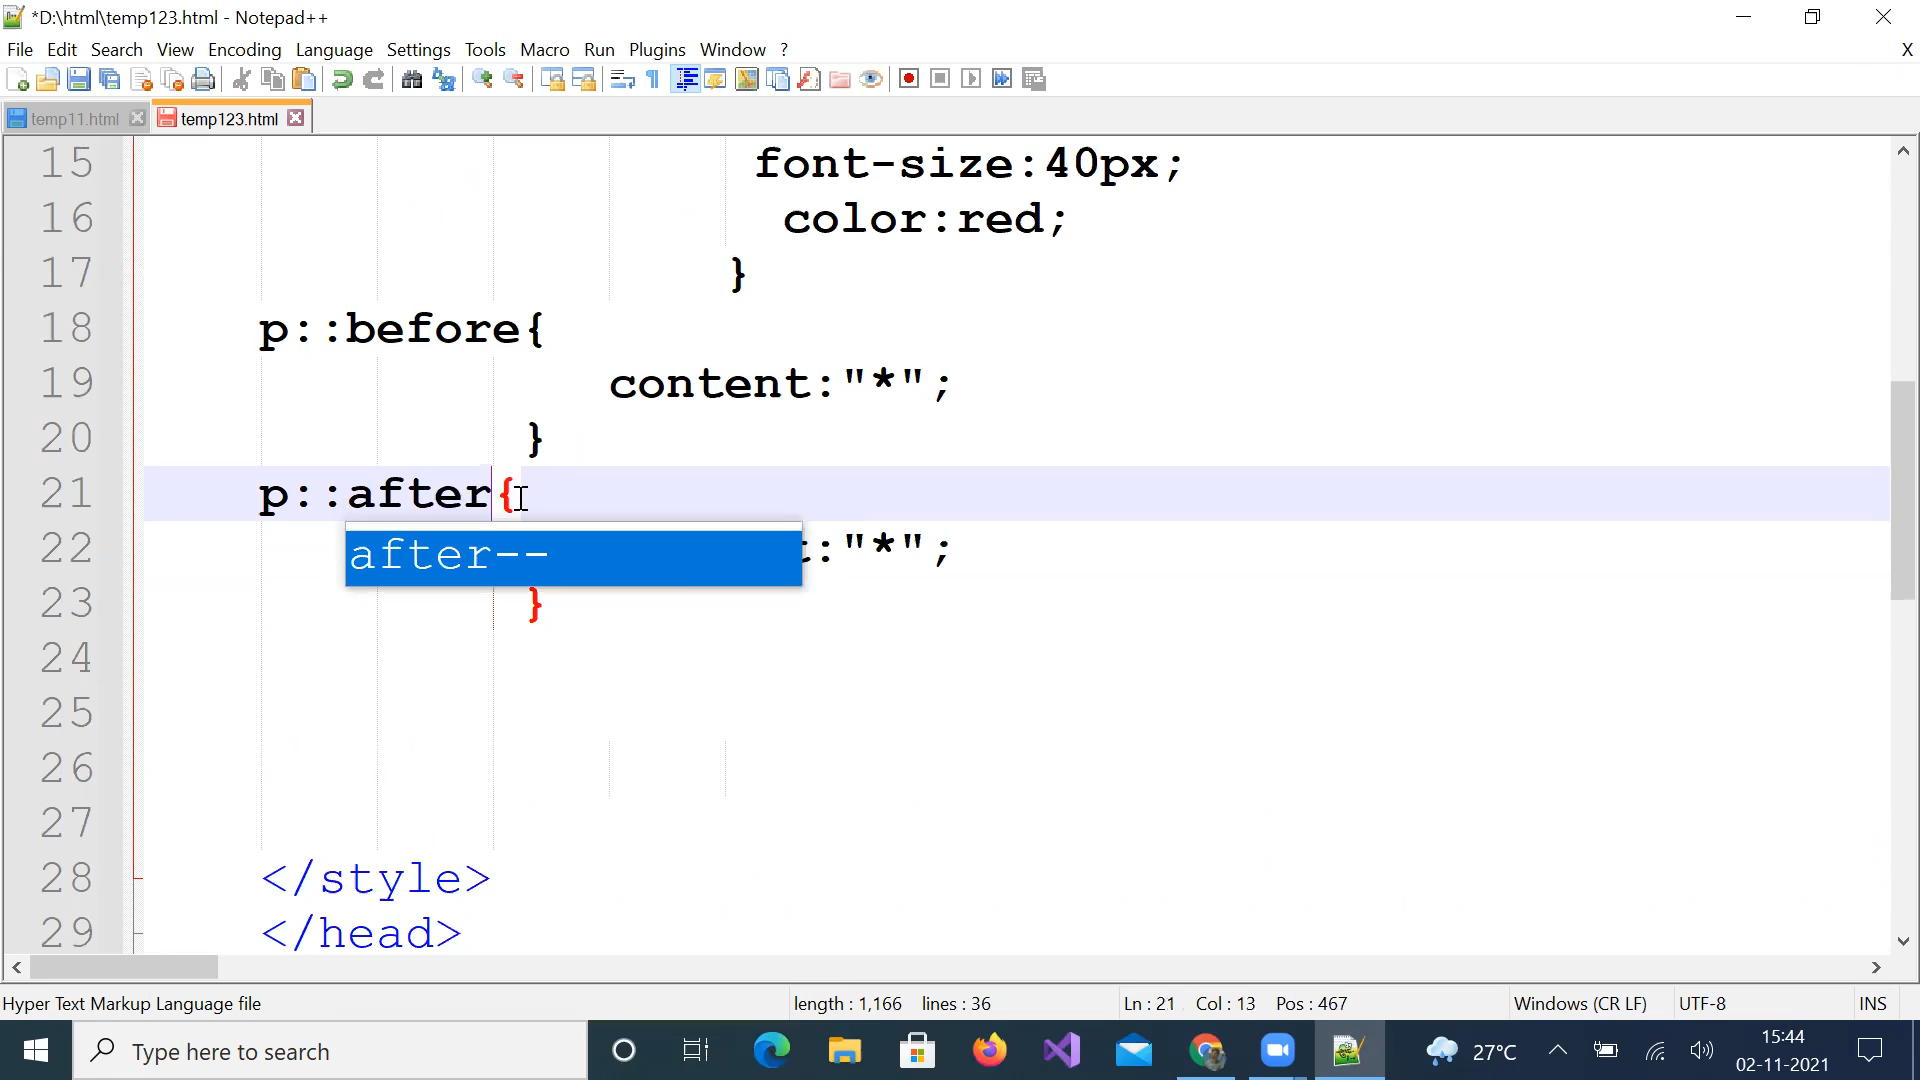 *D:\html\temp123.html - Notepad++
File Edit Search View Encoding Language Settings Tools Macro Run Plugins Window ? X
temp11.html temp123.html
15 font-size:40px;
16 color:red;
17 }
18 p::before{
19 content:"*";
20 }
21 p::after{
after--
22 :"*";
23 }
24
25
26
27
28 </style>
29 </head>
Hyper Text Markup Language file length : 1,166 lines : 36 Ln : 21 Col : 13 Pos : 467 Windows (CR LF) UTF-8 INS
Type here to search 27°C 15:44
02-11-2021